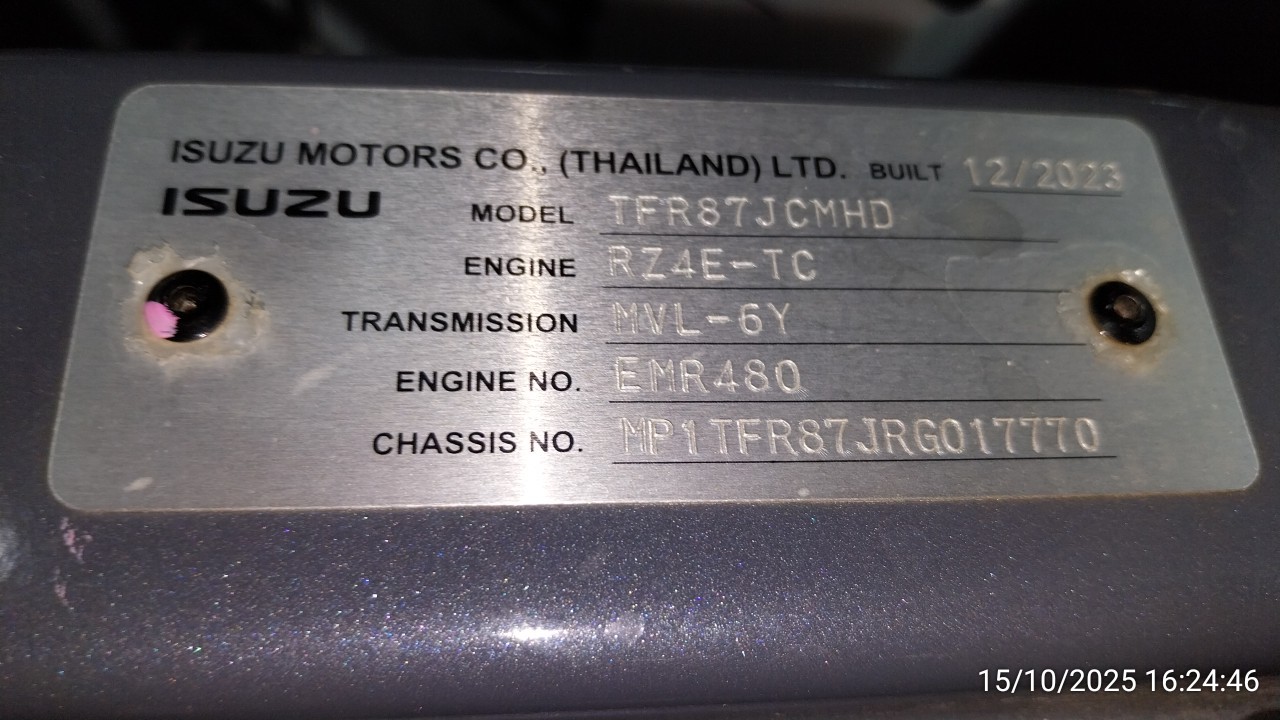 ISUZU MOTORS CO., (THAILAND) LTD. BUILT 12/2023
ISUZU MODEL TFR87JCMHD
ENGINE RZ4E-TC
TRANSMISSION MVL-6Y
ENGINE NO. EMR480
CHASSIS NO. MP1TFR87JRG017770
15/10/2025 16:24:46